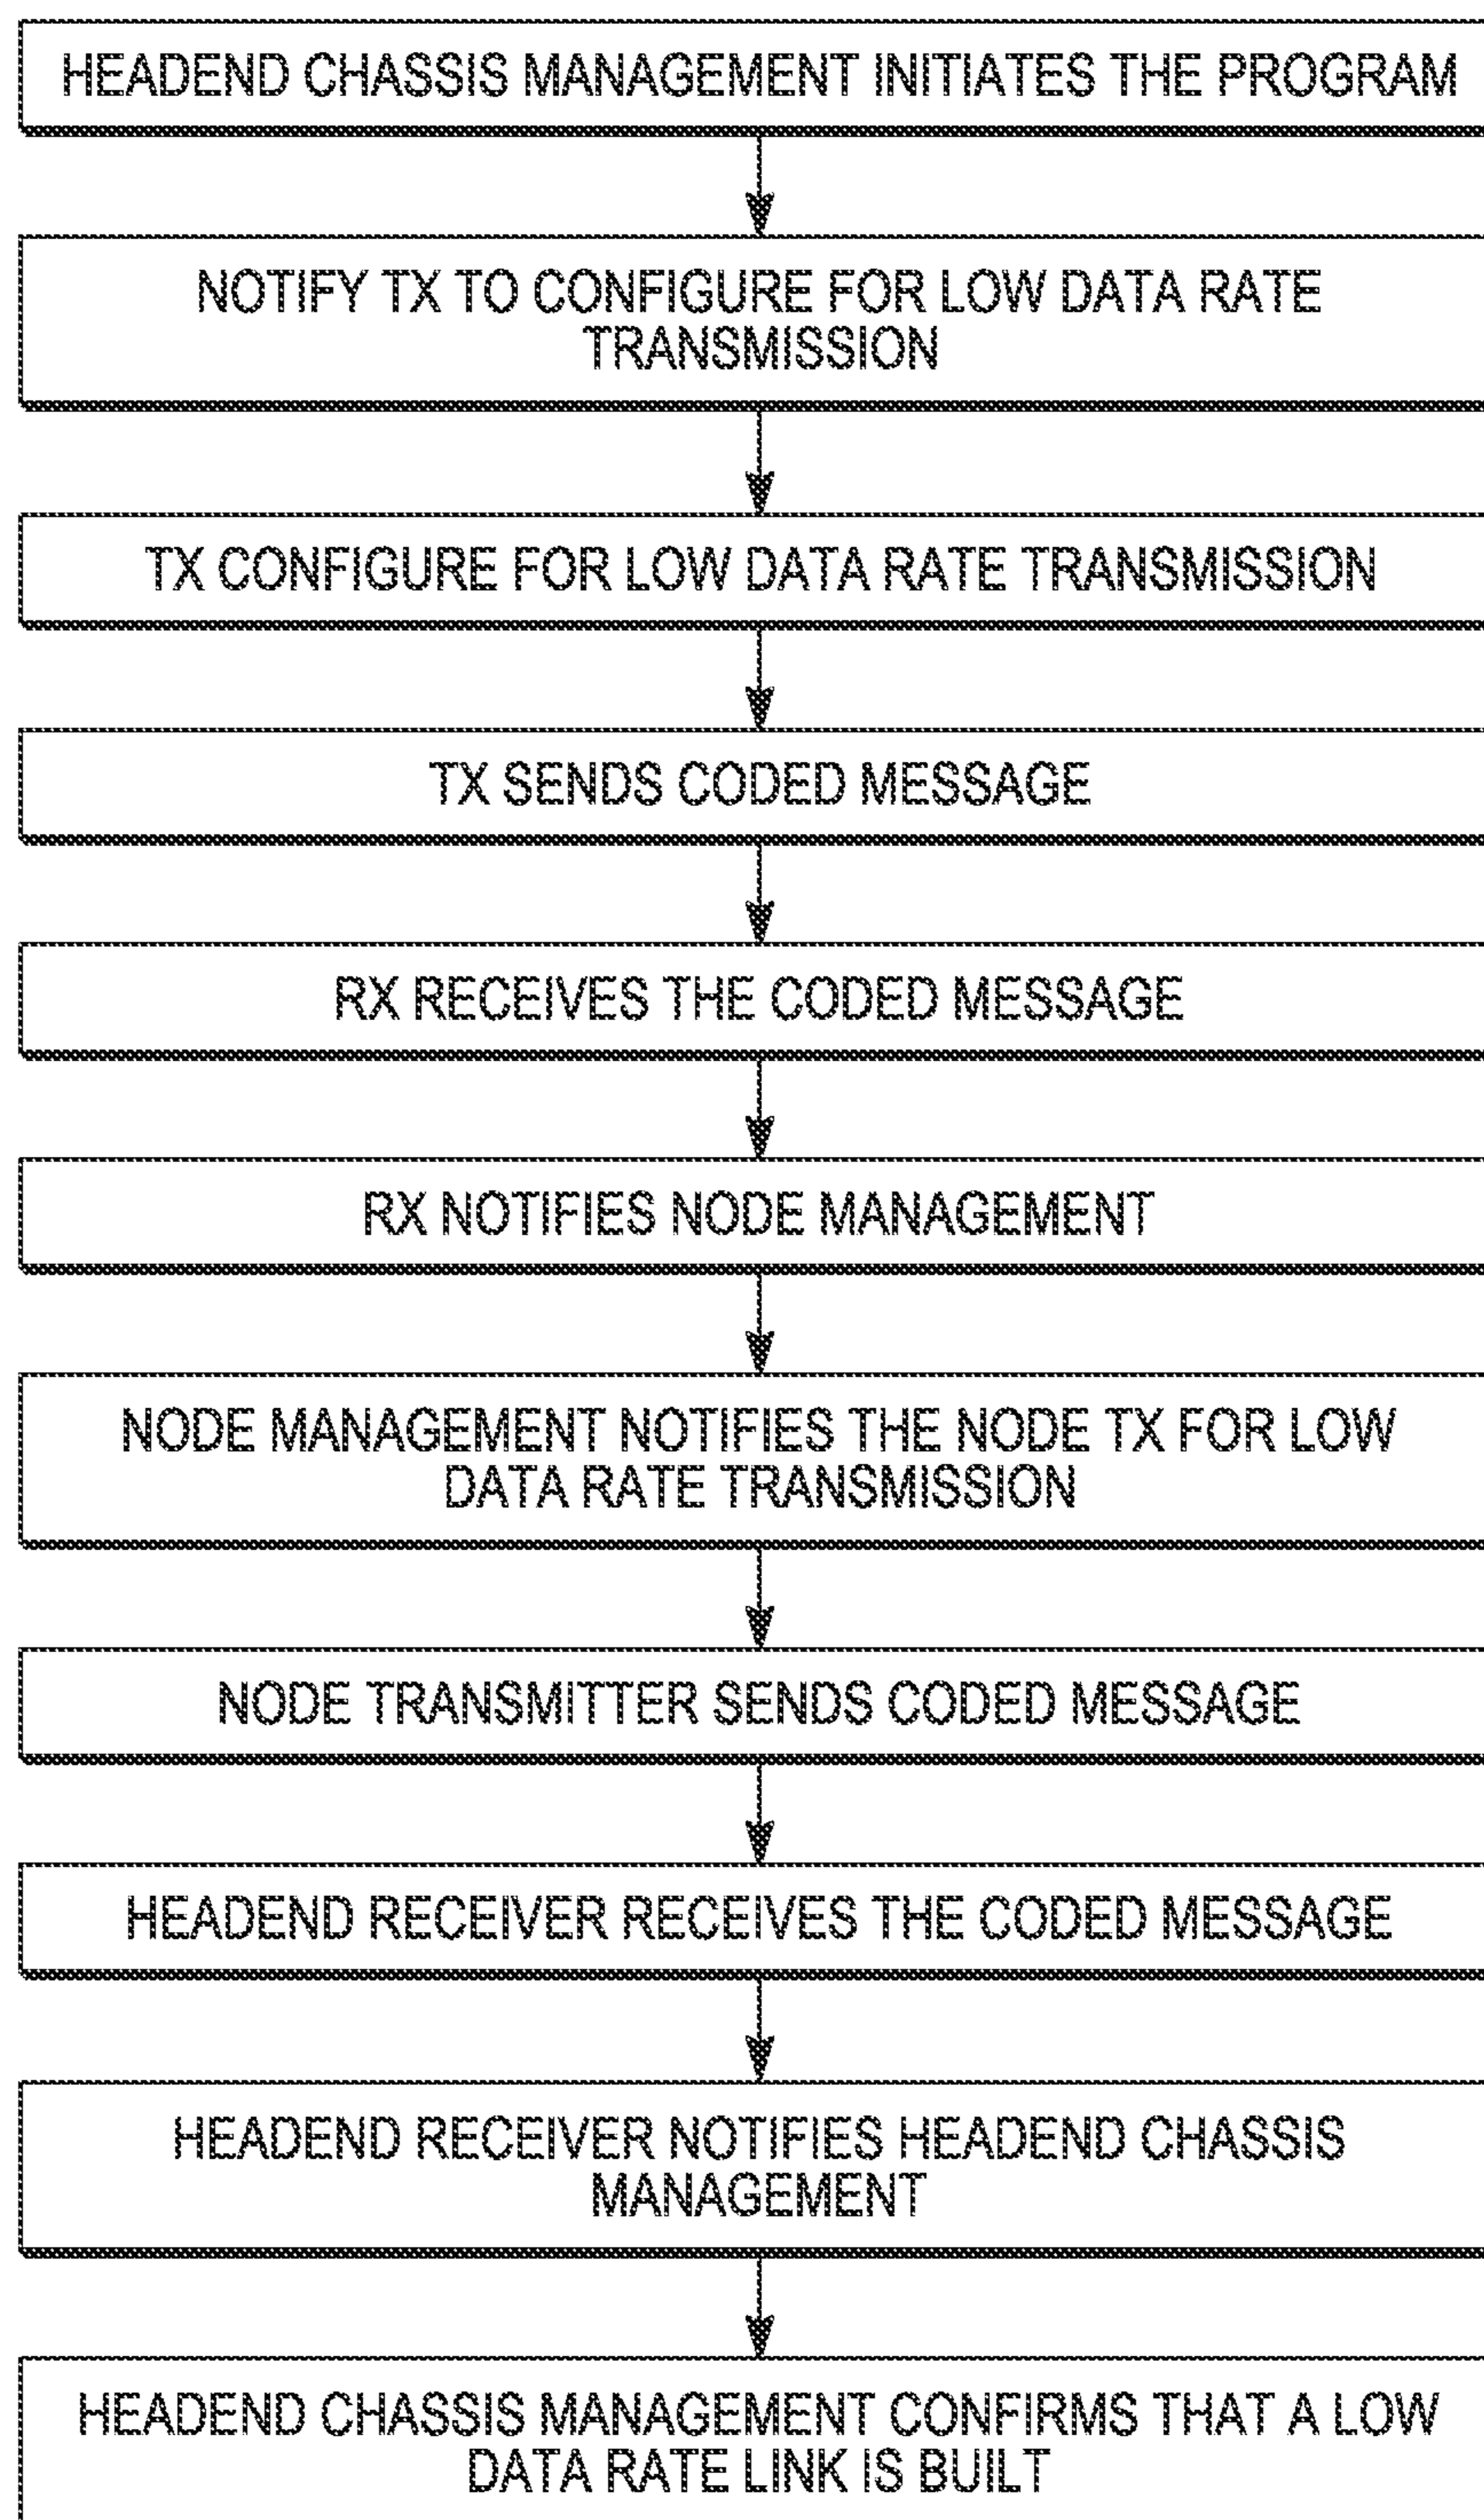 HEADEND CHASSIS MANAGEMENT INITIATES THE PROGRAM
NOTIFY TX TO CONFIGURE FOR LOW DATA RATE
TRANSMISSION
TX CONFIGURE FOR LOW DATA RATE TRANSMISSION
TX SENDS CODED MESSAGE
RX RECEIVES THE CODED MESSAGE
RX NOTIFIES NODE MANAGEMENT
NODE MANAGEMENT NOTIFIES THE NODE TX FOR LOW
DATA RATE TRANSMISSION
NODE TRANSMITTER SENDS CODED MESSAGE
HEADEND RECEIVER RECEIVES THE CODED MESSAGE
HEADEND RECEIVER NOTIFIES HEADEND CHASSIS
MANAGEMENT
HEADEND CHASSIS MANAGEMENT CONFIRMS THAT A LOW
DATA RATE LINK IS BUILT